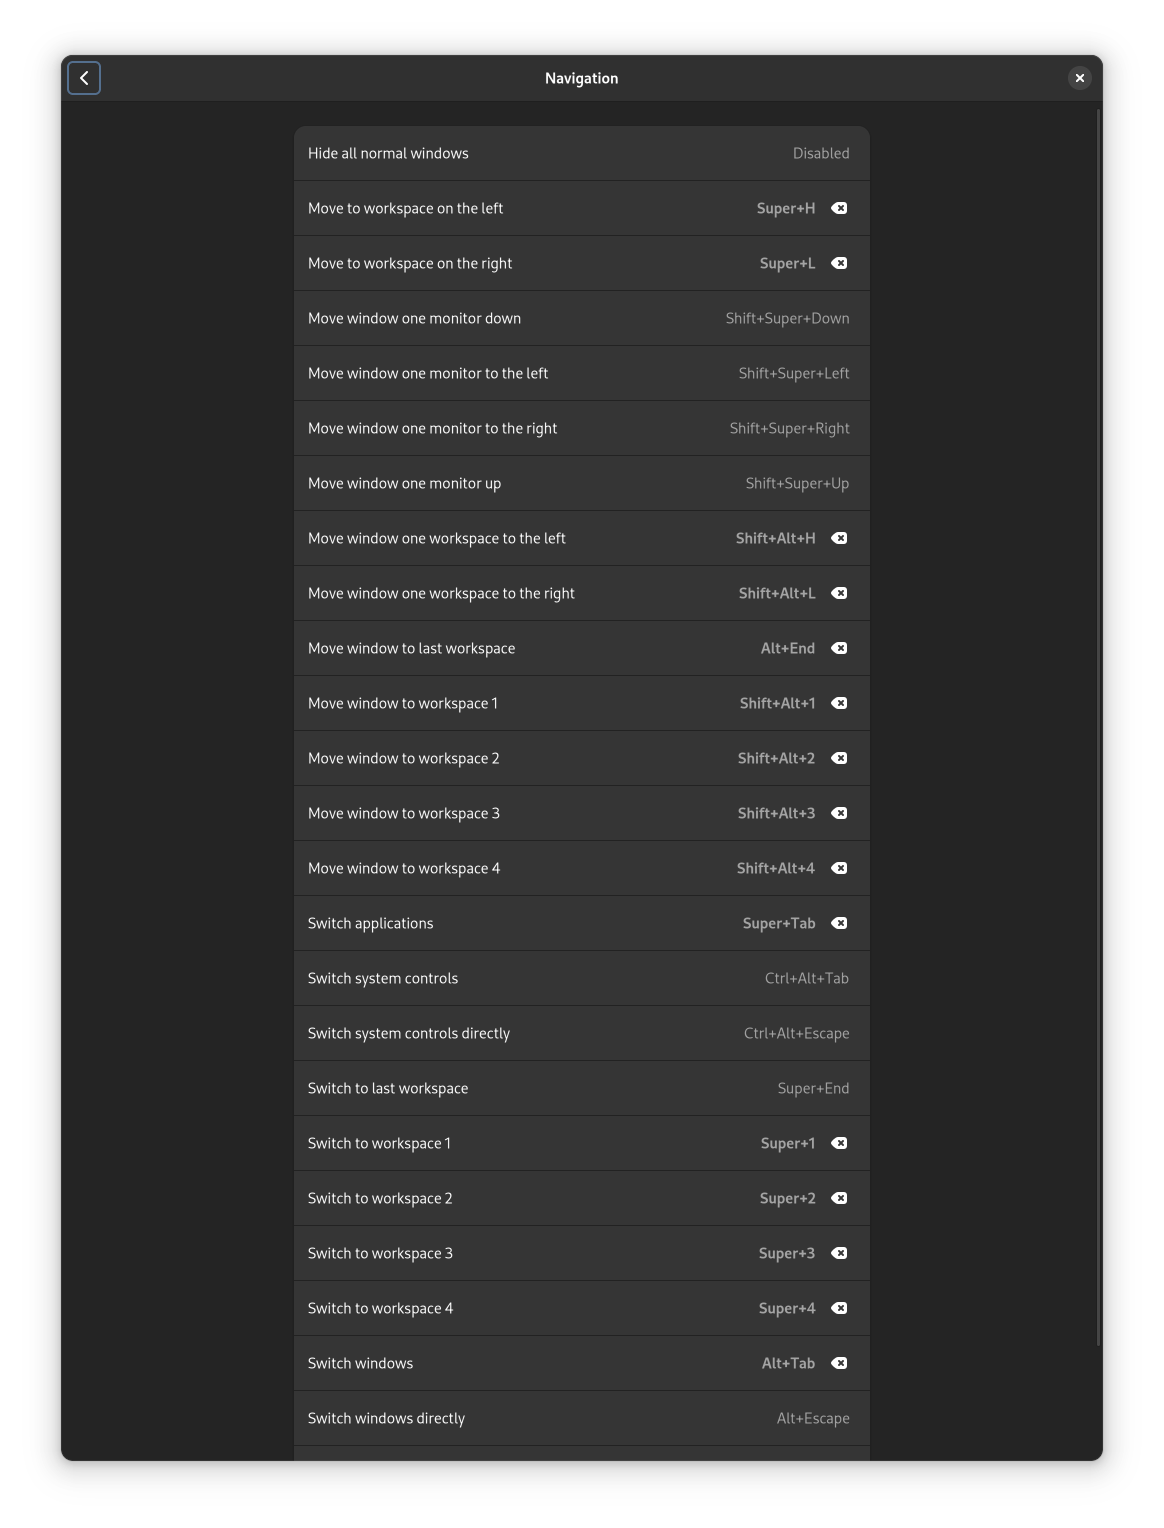 Navigation
Hide all normal windows Disabled
Move to workspace on the left Super+H
Move to workspace on the right Super+L
Move window one monitor down Shift+Super+Down
Move window one monitor to the left Shift+Super+Left
Move window one monitor to the right Shift+Super+Right
Move window one monitor up Shift+Super+Up
Move window one workspace to the left Shift+Alt+H
Move window one workspace to the right Shift+Alt+L
Move window to last workspace Alt+End
Move window to workspace 1 Shift+Alt+1
Move window to workspace 2 Shift+Alt+2
Move window to workspace 3 Shift+Alt+3
Move window to workspace 4 Shift+Alt+4
Switch applications Super+Tab
Switch system controls Ctrl+Alt+Tab
Switch system controls directly Ctrl+Alt+Escape
Switch to last workspace Super+End
Switch to workspace 1 Super+1
Switch to workspace 2 Super+2
Switch to workspace 3 Super+3
Switch to workspace 4 Super+4
Switch windows Alt+Tab
Switch windows directly Alt+Escape